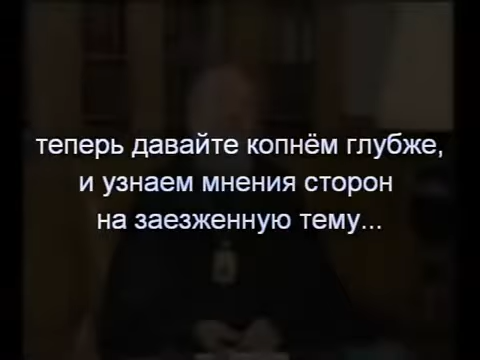 теперь давайте копнём глубже,
и узнаем мнения сторон
на заезженную тему...